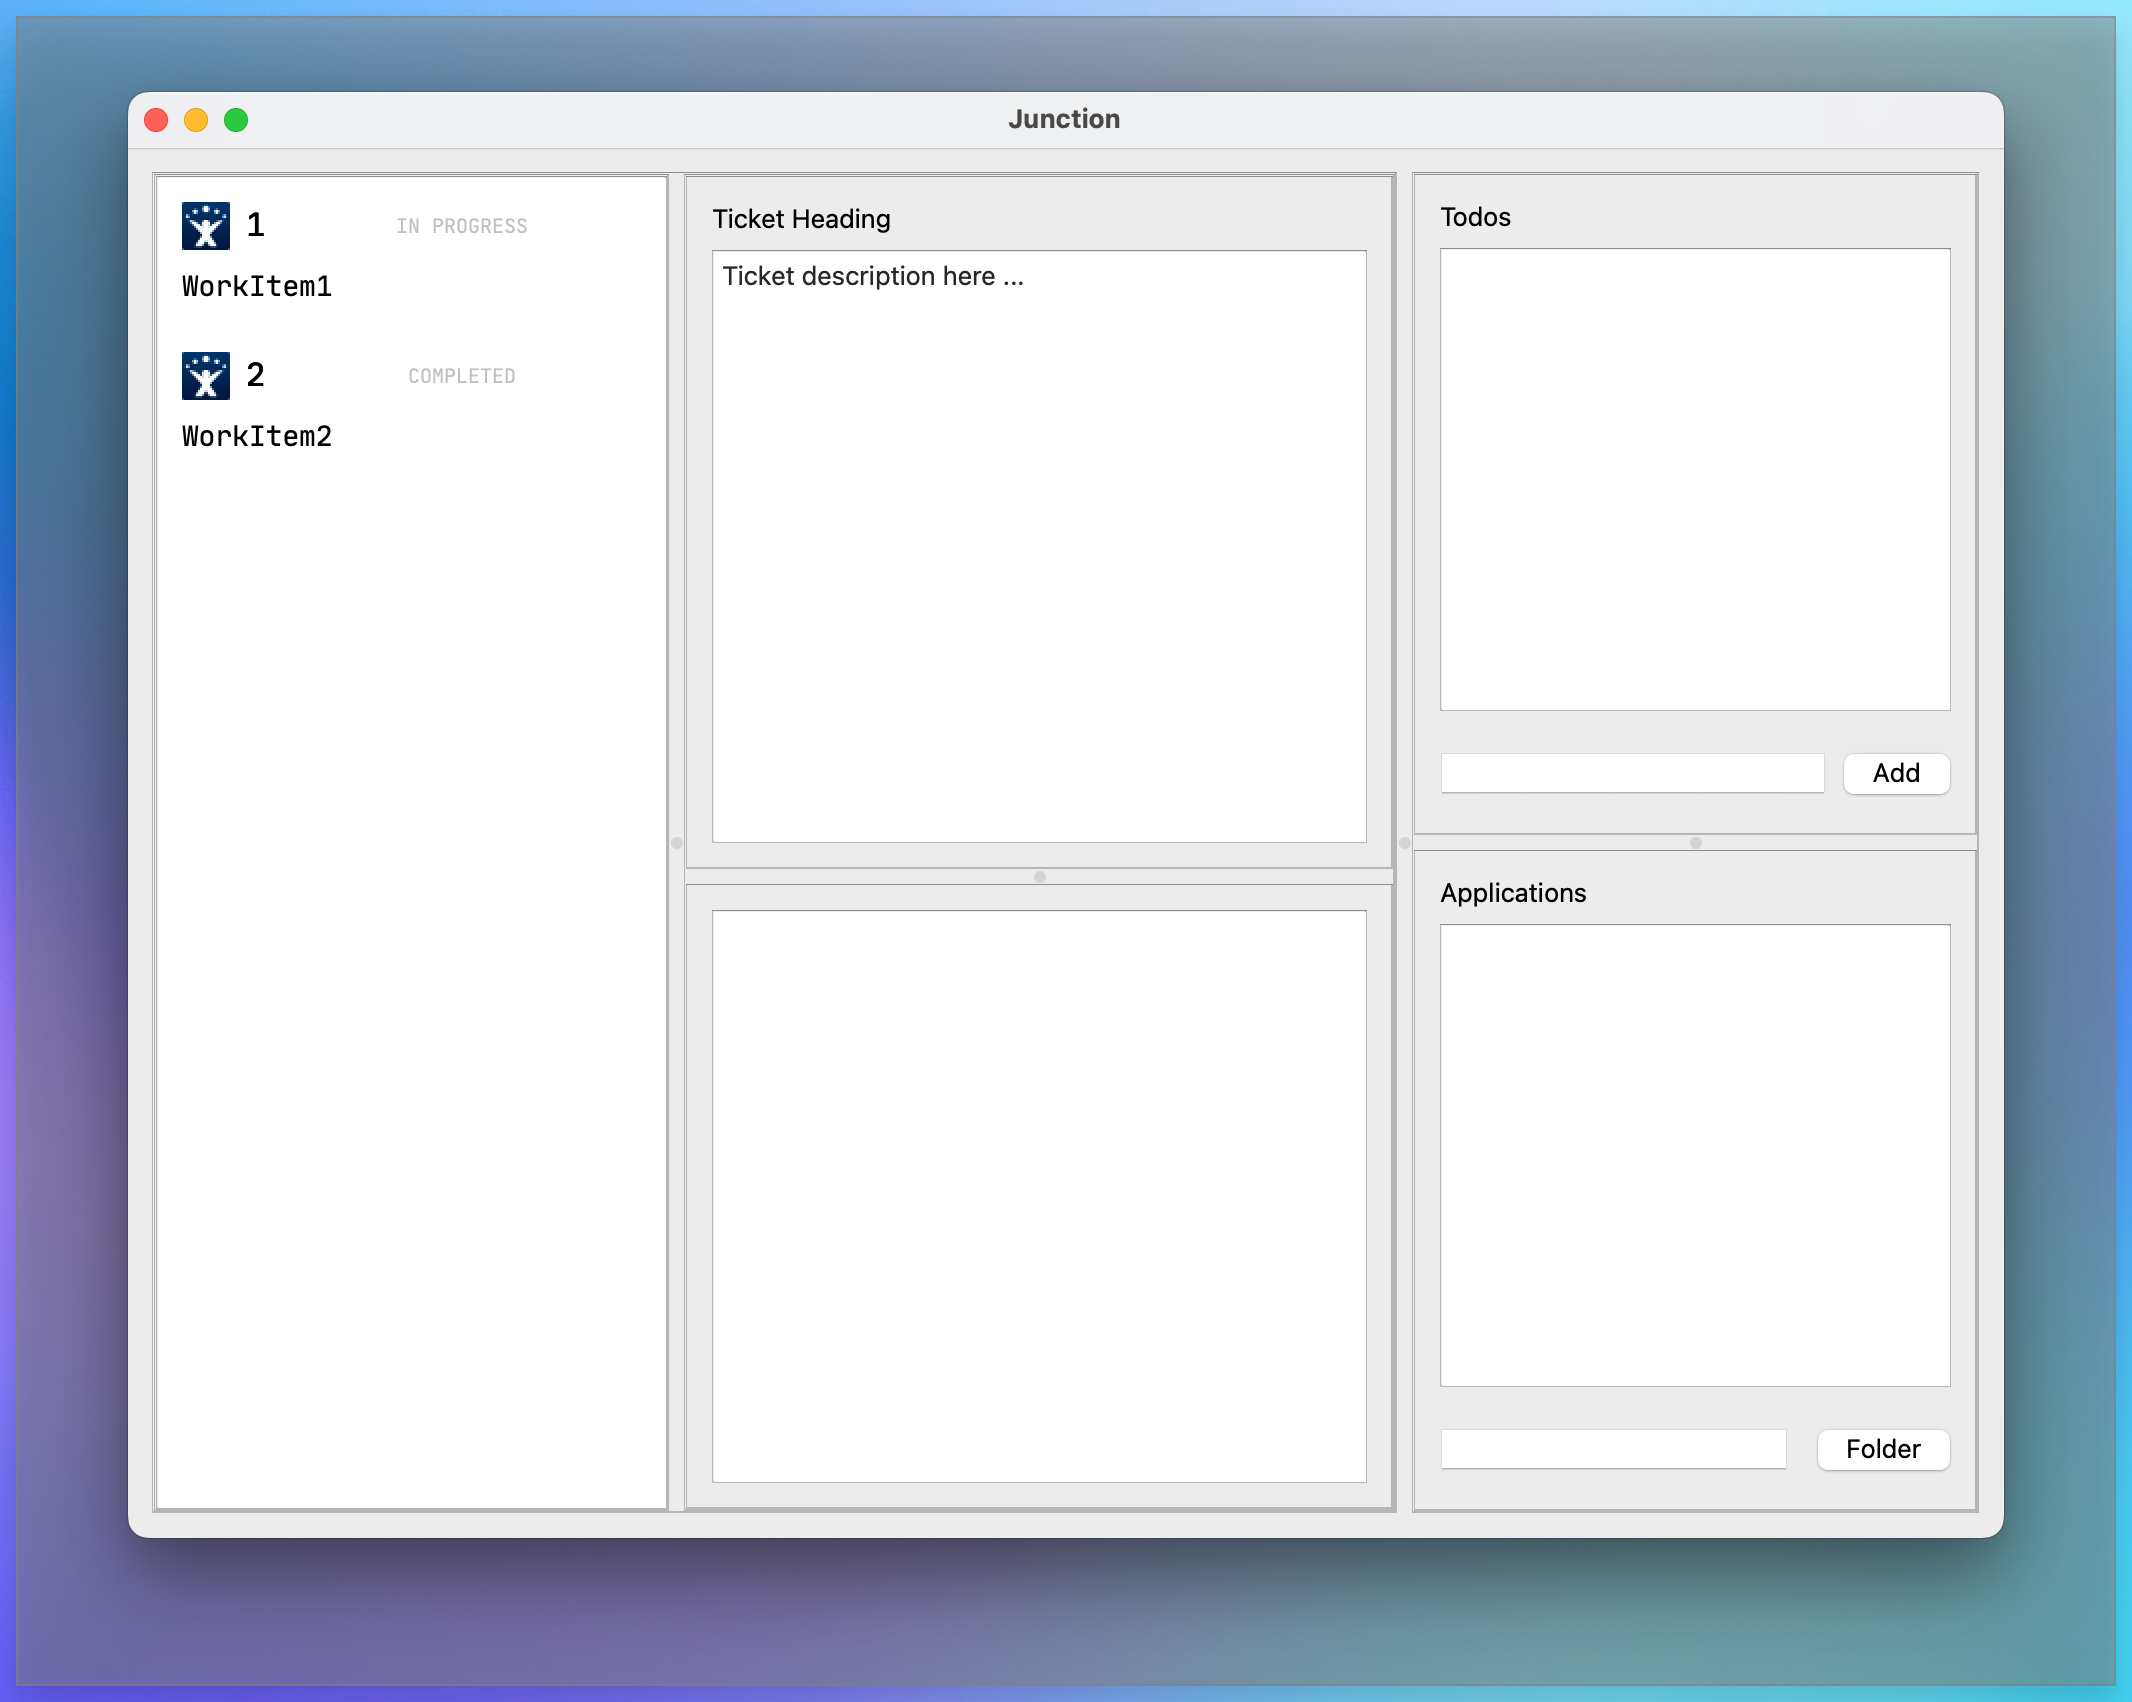 Junction
1 IN PROGRESS
WorkItem1
2 COMPLETED
WorkItem2
Ticket Heading
Ticket description here ...
Todos
Add
Applications
Folder